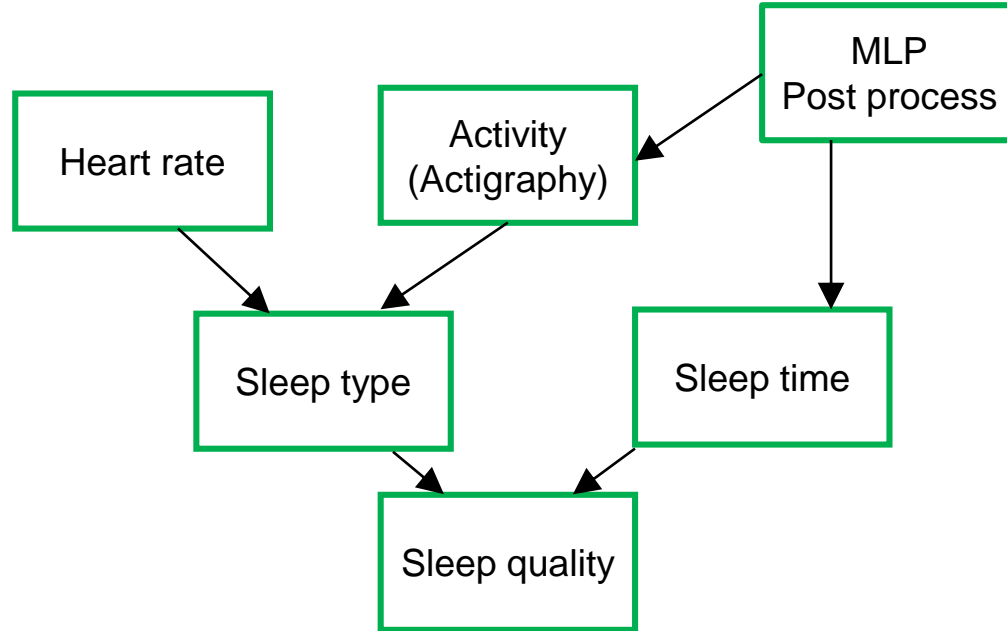 MLP
Post process
Heart rate
Activity
(Actigraphy)
Sleep type
Sleep time
Sleep quality